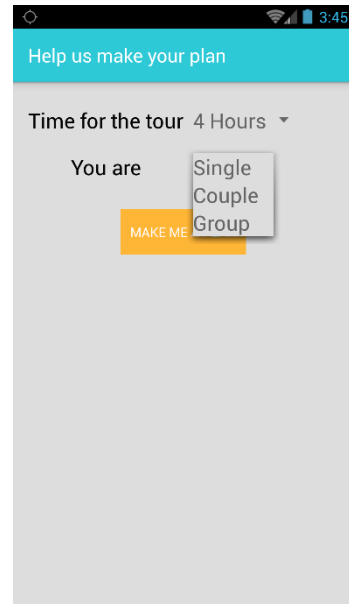 3:45
Help us make your plan
Time for the tour 4 Hours
You are Single
Couple
Group
MAKE ME